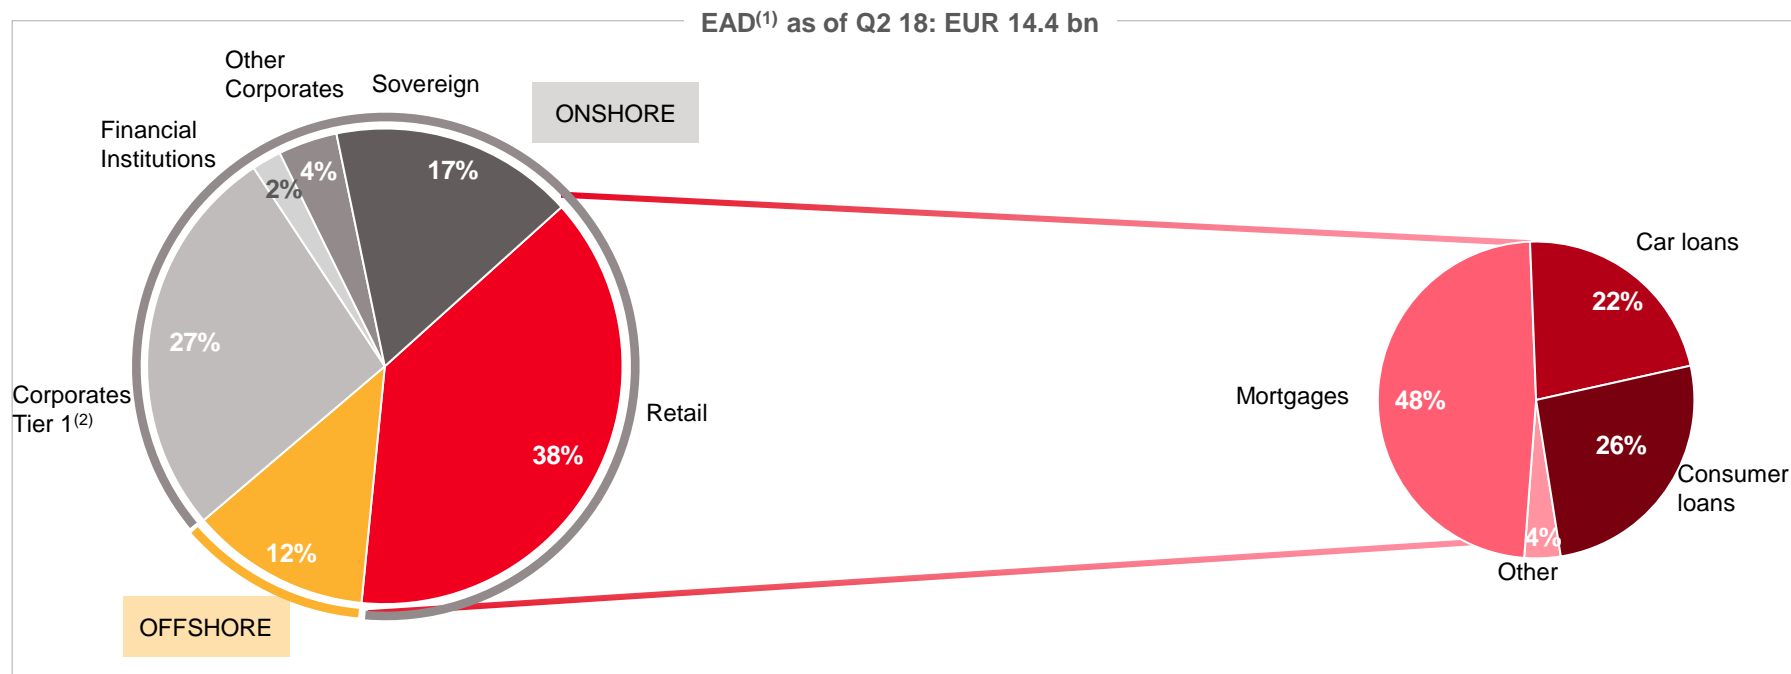 EAD(1) as of Q2 18: EUR 14.4 bn
Other
Corporates
Sovereign
ONSHORE
Financial
Institutions
4%
17%
2%
Car loans
22%
27%
Corporates
Tier 1(2)
Retail
Mortgages
48%
38%
26%
Consumer
loans
12%
4%
Other
OFFSHORE